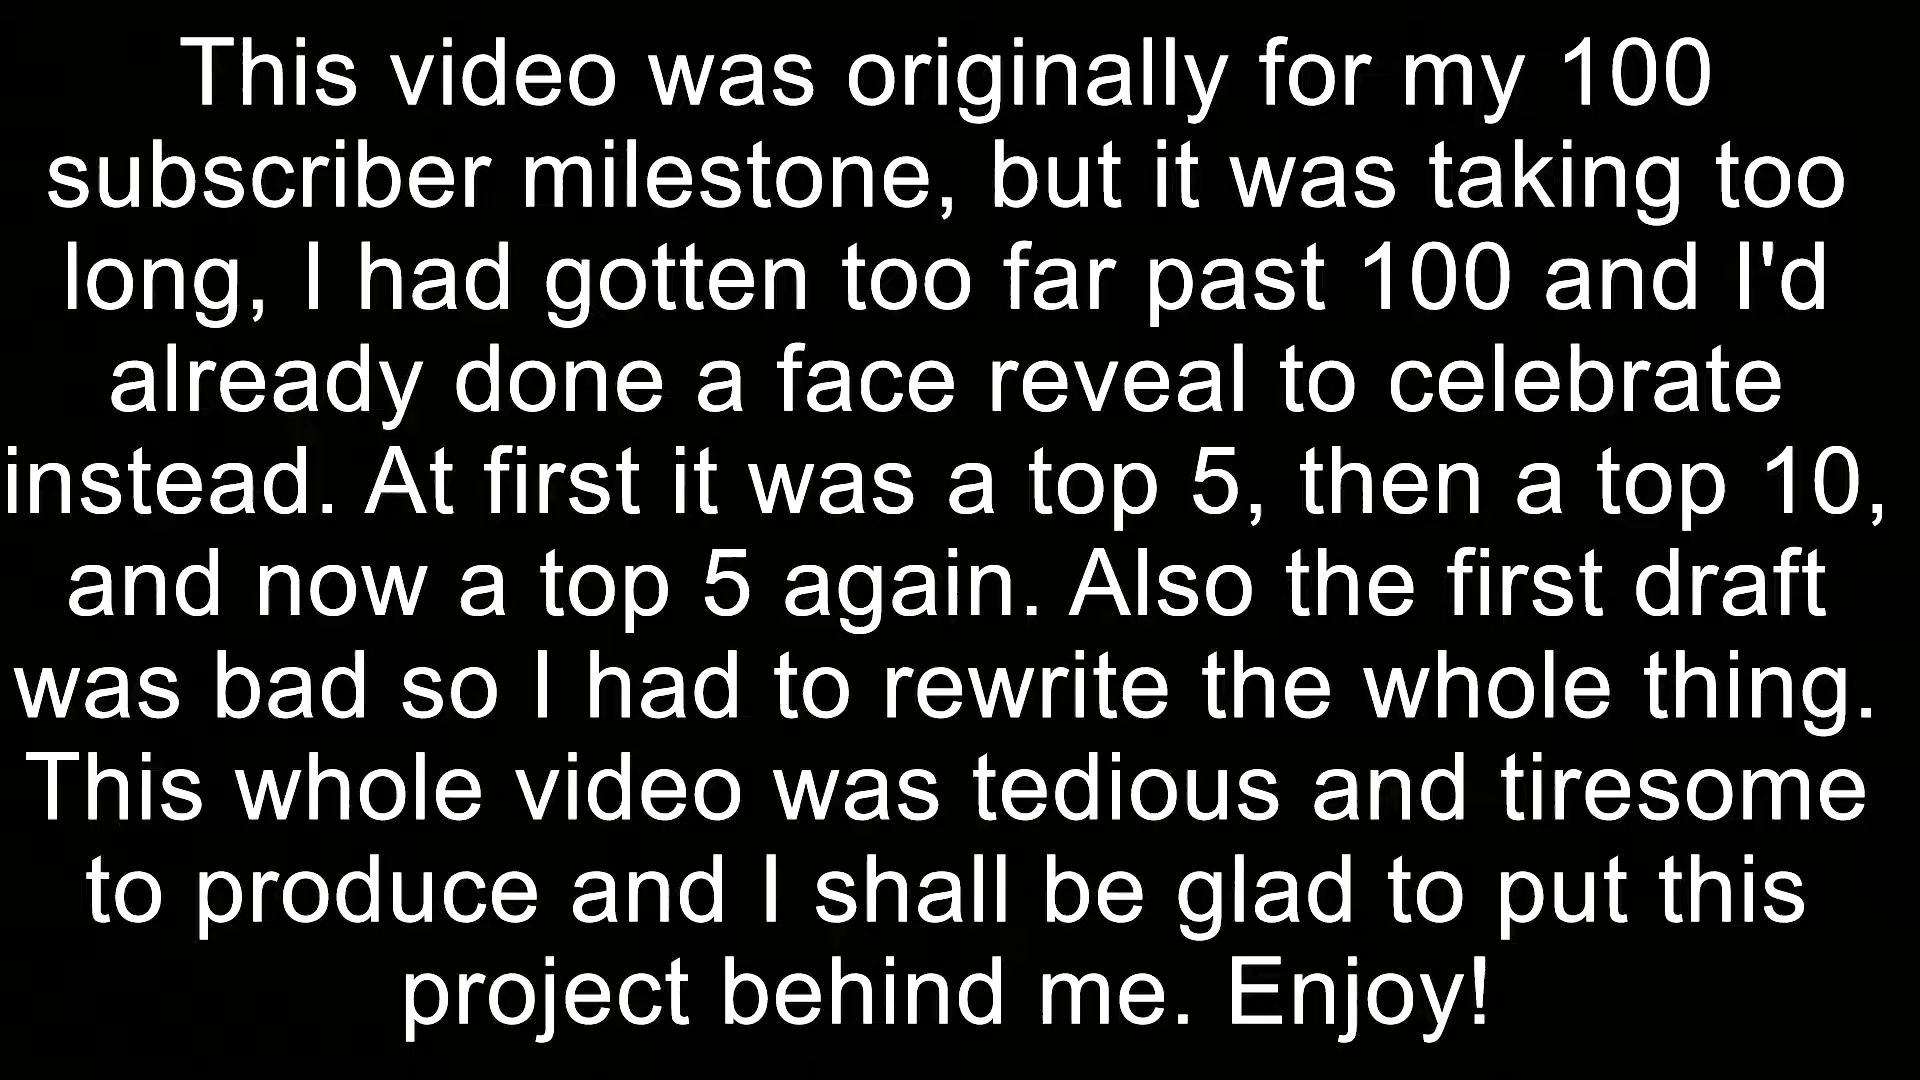 This video was originally for my 100
subscriber milestone, but it was taking too
long, I had gotten too far past 100 and I'd
already done a face reveal to celebrate
instead. At first it was a top 5, then a top 10,
and now a top 5 again. Also the first draft
was bad so I had to rewrite the whole thing.
This whole video was tedious and tiresome
to produce and I shall be glad to put this
project behind me. Enjoy!